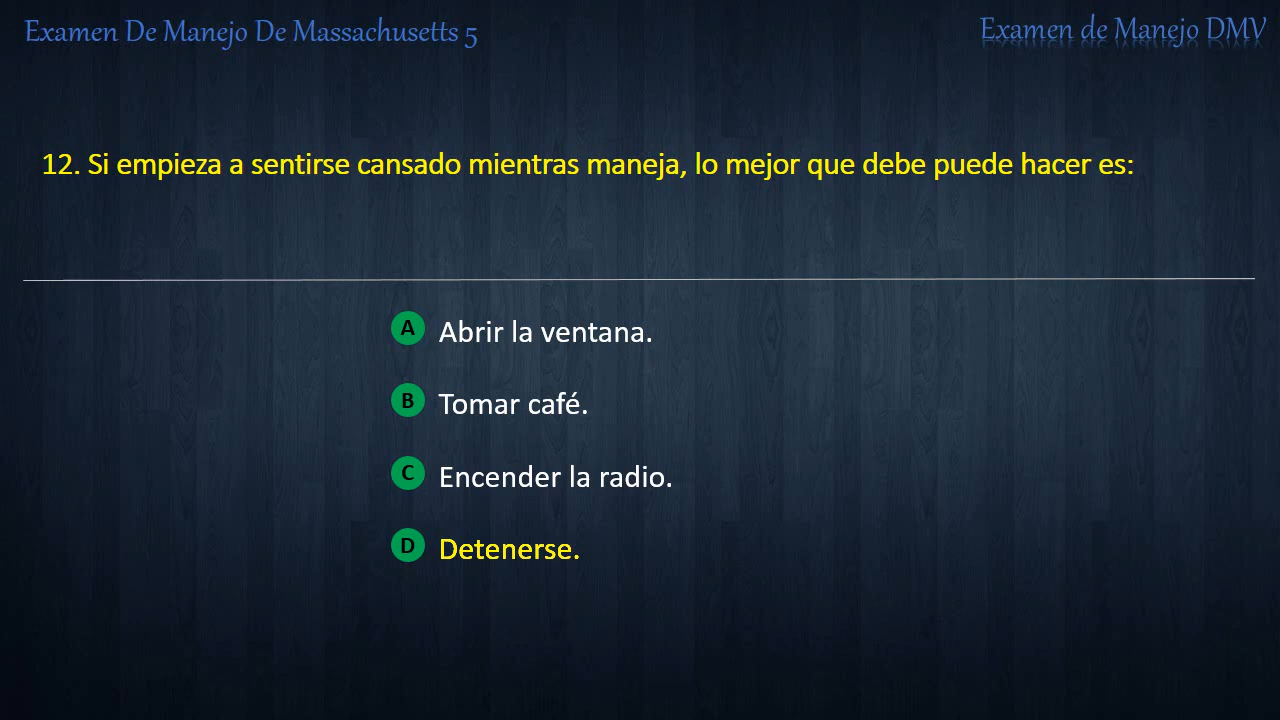 Examen De Manejo De Massachusetts 5
Examen de Manejo DMV
12. Si empieza a sentirse cansado mientras maneja, lo mejor que debe puede hacer es:
A Abrir la ventana.
B Tomar café.
C Encender la radio.
D Detenerse.